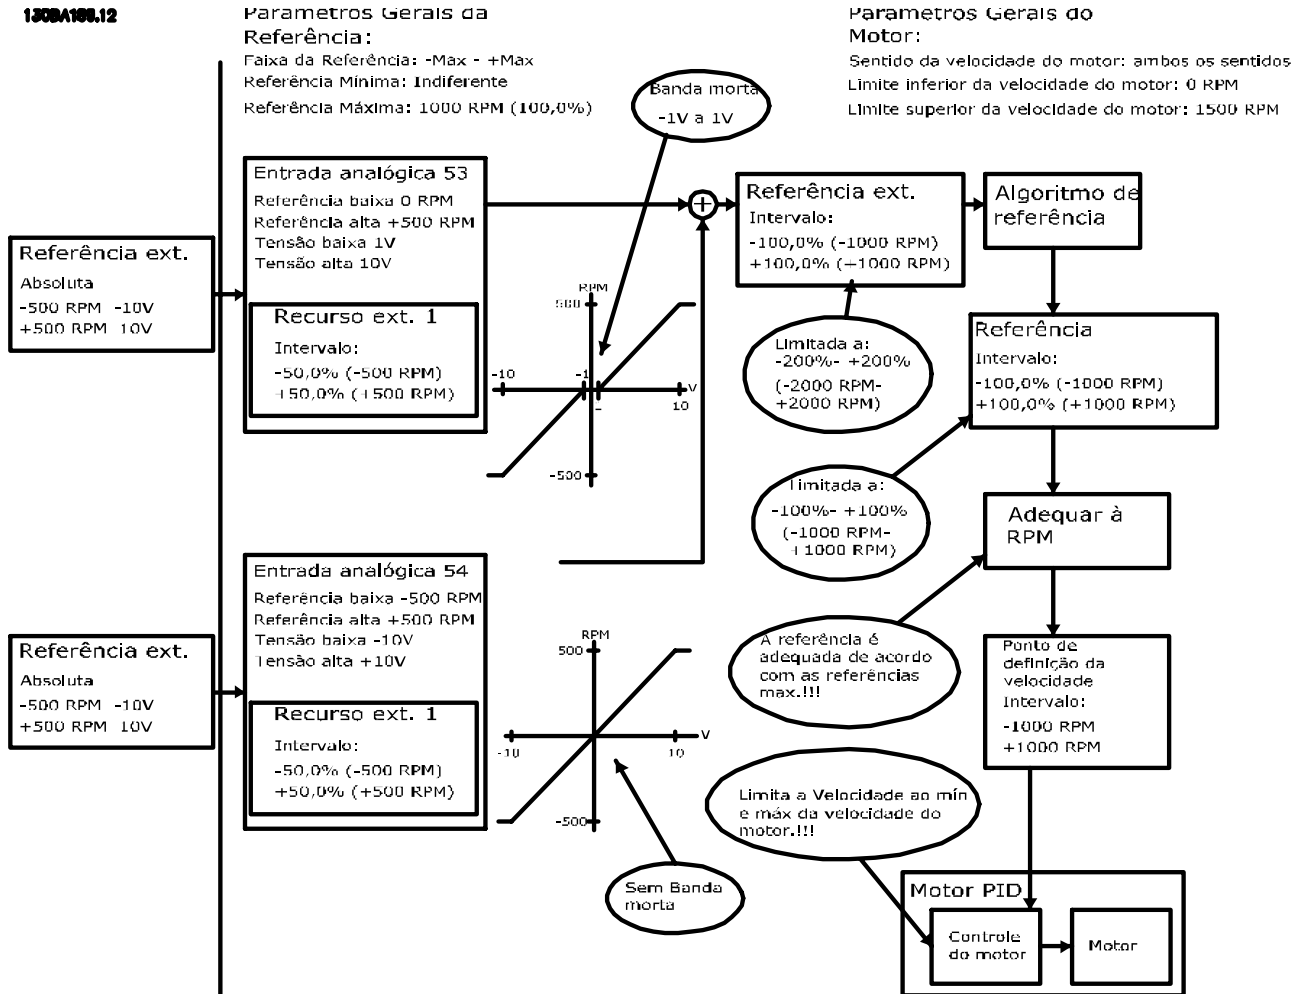 130BA188.12
Parametros Gerais da
Referência:
Faixa da Referência: -Max - +Max
Referência Mínima: Indiferente
Referência Máxima: 1000 RPM (100,0%)
Parametros Gerais do
Motor:
Sentido da velocidade do motor: ambos os sentidos
Limite inferior da velocidade do motor: 0 RPM
Limite superior da velocidade do motor: 1500 RPM
Banda morta
-1V a 1V
Referência ext.
Absoluta
-500 RPM -10V
+500 RPM 10V
Entrada analógica 53
Referência baixa 0 RPM
Referência alta +500 RPM
Tensão baixa 1V
Tensão alta 10V
Recurso ext. 1
Intervalo:
-50,0% (-500 RPM)
+50,0% (+500 RPM)
RPM
500
-10
-1
V
10
-500
+
Referência ext.
Intervalo:
-100,0% (-1000 RPM)
+100,0% (+1000 RPM)
Algoritmo de
referência
Limitada a:
-200%- +200%
(-2000 RPM-
+2000 RPM)
Referência
Intervalo:
-100,0% (-1000 RPM)
+100,0% (+1000 RPM)
Limitada a:
-100%- +100%
(-1000 RPM-
+1000 RPM)
Adequar à
RPM
Referência ext.
Absoluta
-500 RPM -10V
+500 RPM 10V
Entrada analógica 54
Referência baixa -500 RPM
Referência alta +500 RPM
Tensão baixa -10V
Tensão alta +10V
Recurso ext. 1
Intervalo:
-50,0% (-500 RPM)
+50,0% (+500 RPM)
RPM
500
-10
10
V
-500
Sem Banda
morta
A referência é
adequada de acordo
com as referências
max.!!!
Ponto de
definição da
velocidade
Intervalo:
-1000 RPM
+1000 RPM
Limita a Velocidade ao mín
e máx da velocidade do
motor.!!!
Motor PID
Controle
do motor
Motor